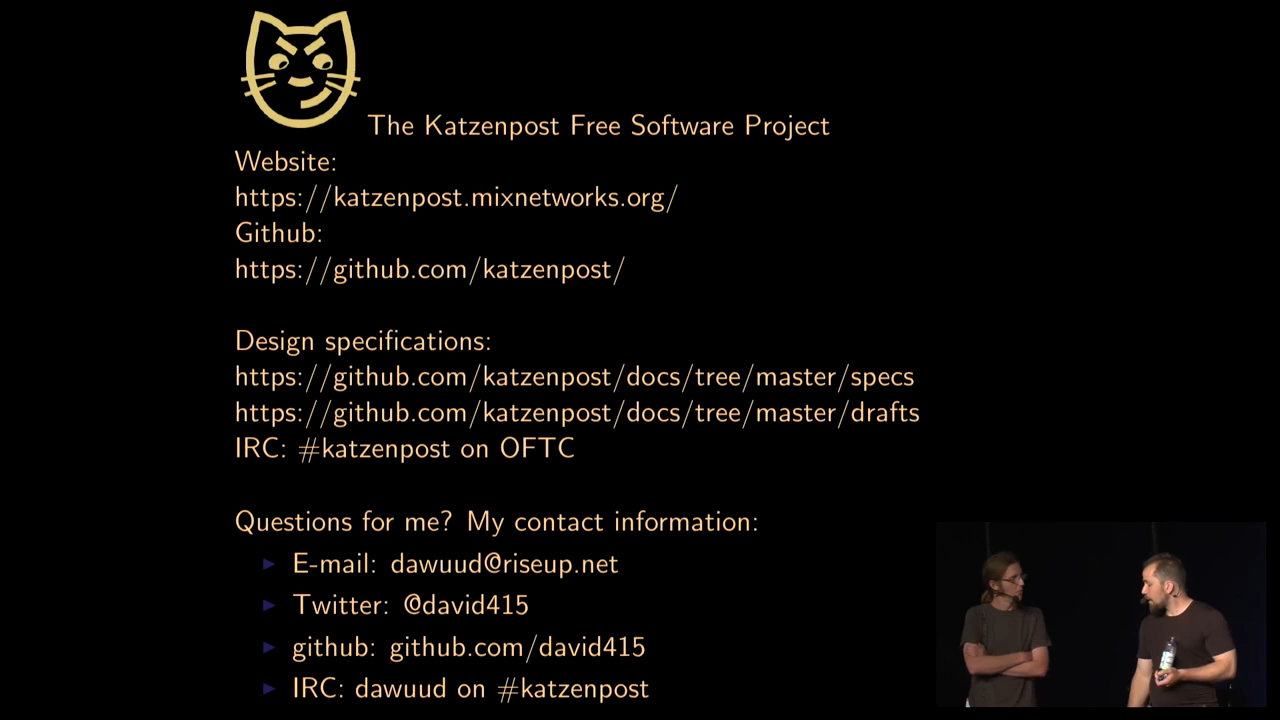 The Katzenpost Free Software Project
Website:
https://katzenpost.mixnetworks.org/
Github:
https://github.com/katzenpost/
Design specifications:
https://github.com/katzenpost/docs/tree/master/specs
https://github.com/katzenpost/docs/tree/master/drafts
IRC: #katzenpost on OFTC
Questions for me? My contact information:
E-mail: dawuud@riseup.net
Twitter: @david415
github: github.com/david415
IRC: dawuud on #katzenpost